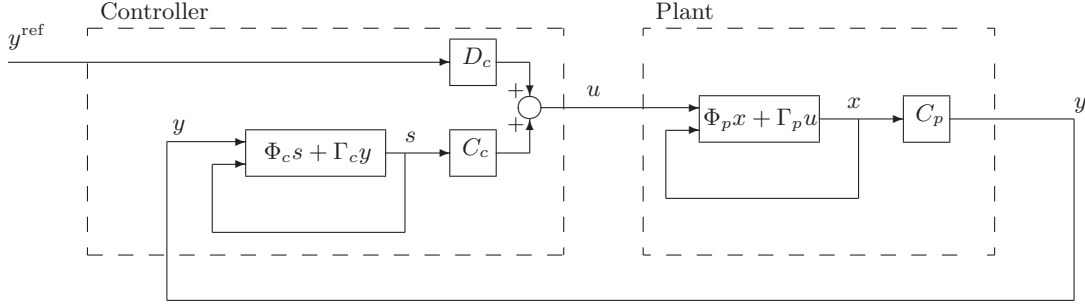 Controller
Plant
y^ref
D_c
+
u
x
y
Φ_p x + Γ_p u
C_p
+
y
s
Φ_c s + Γ_c y
C_c